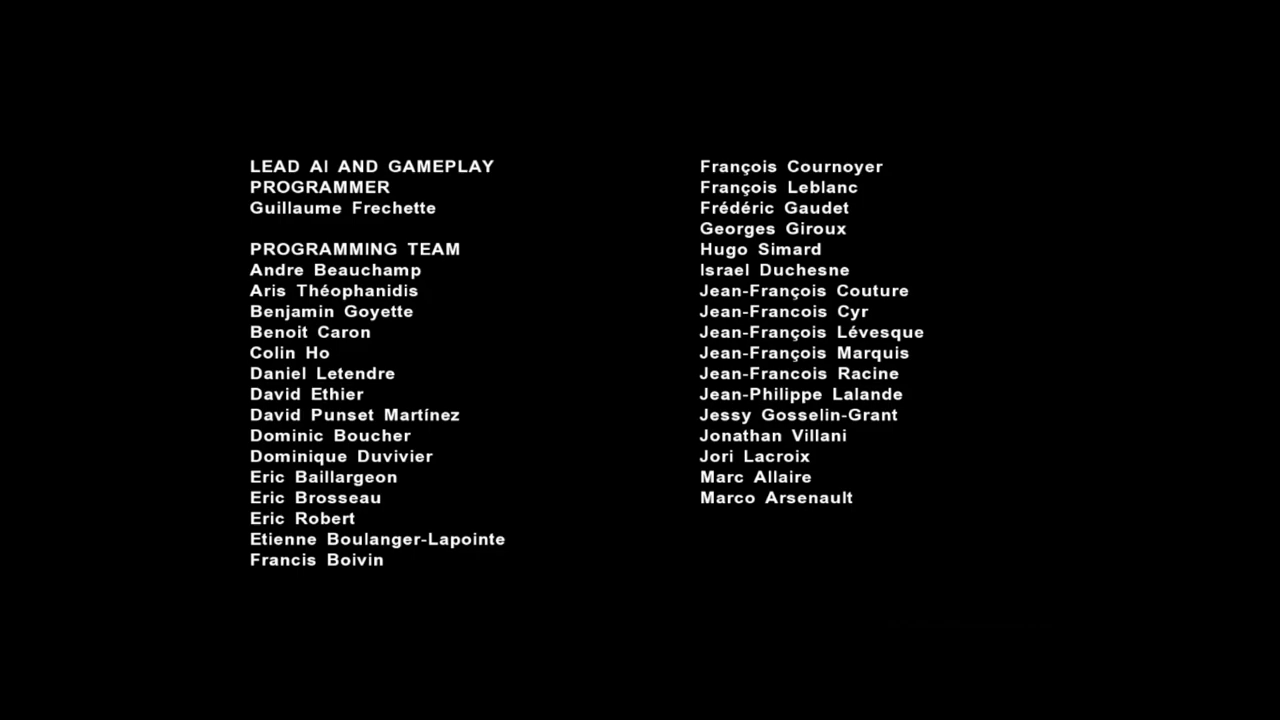 LEAD AI AND GAMEPLAY
PROGRAMMER
Guillaume Frechette
PROGRAMMING TEAM
Andre Beauchamp
Aris Théophanidis
Benjamin Goyette
Benoit Caron
Colin Ho
Daniel Letendre
David Ethier
David Punset Martínez
Dominic Boucher
Dominique Duvivier
Eric Baillargeon
Eric Brosseau
Eric Robert
Etienne Boulanger-Lapointe
Francis Boivin
François Cournoyer
François Leblanc
Frédéric Gaudet
Georges Giroux
Hugo Simard
Israel Duchesne
Jean-François Couture
Jean-Francois Cyr
Jean-François Lévesque
Jean-François Marquis
Jean-Francois Racine
Jean-Philippe Lalande
Jessy Gosselin-Grant
Jonathan Villani
Jori Lacroix
Marc Allaire
Marco Arsenault